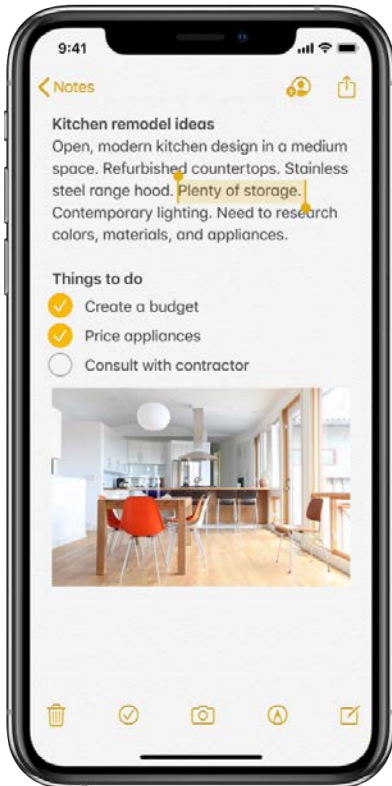 9:41
Notes
Kitchen remodel ideas
Open, modern kitchen design in a medium
space. Refurbished countertops. Stainless
steel range hood. Plenty of storage.
Contemporary lighting. Need to research
colors, materials, and appliances.
Things to do
Create a budget
Price appliances
Consult with contractor